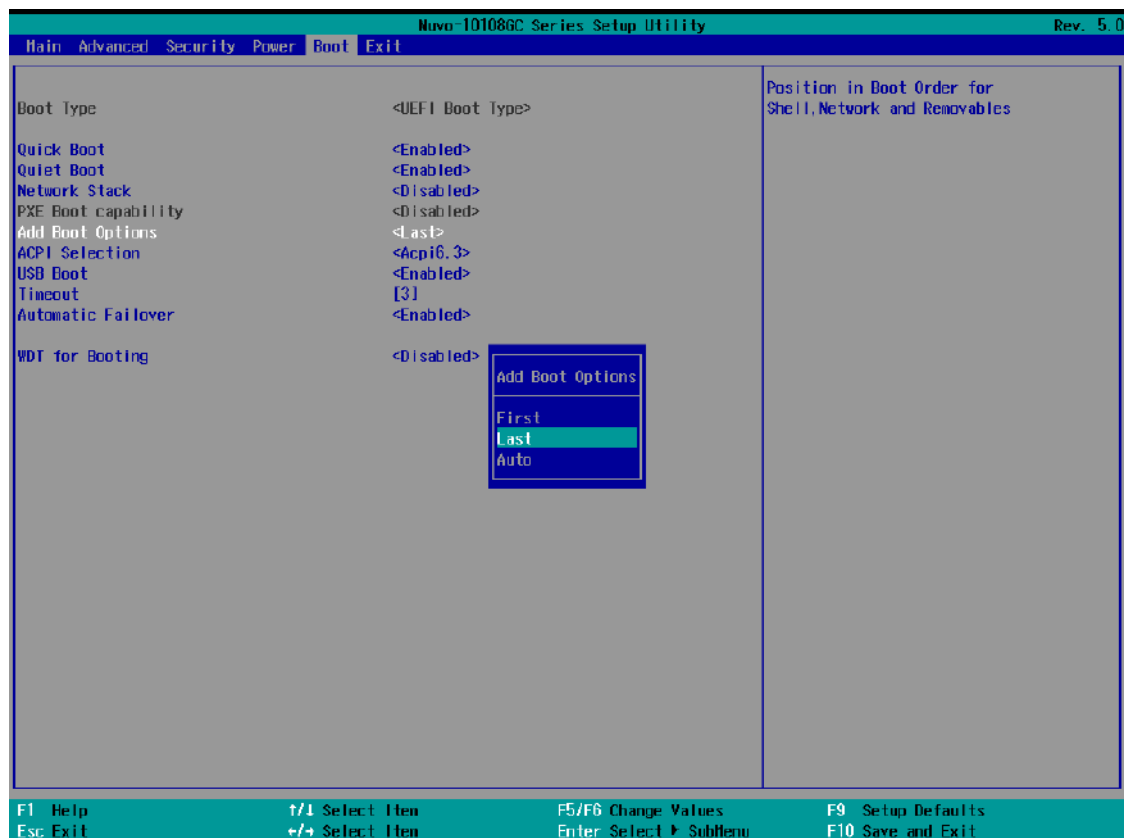 Nuvo-10108GC Series Setup Utility Rev. 5.0
Main Advanced Security Power Boot Exit
Position in Boot Order for
Boot Type <UEFI Boot Type> Shell,Network and Removables
Quick Boot <Enabled>
Quiet Boot <Enabled>
Network Stack <Disabled>
PXE Boot capability <Disabled>
Add Boot Options <Last>
ACPI Selection <Acpi6.3>
USB Boot <Enabled>
Timeout [3]
Automatic Failover <Enabled>
WDT for Booting <Disabled>
Add Boot Options
First
Last
Auto
F1 Help ↑/↓ Select Item F5/F6 Change Values F9 Setup Defaults
Esc Exit ←/→ Select Item Enter Select ▶ SubMenu F10 Save and Exit